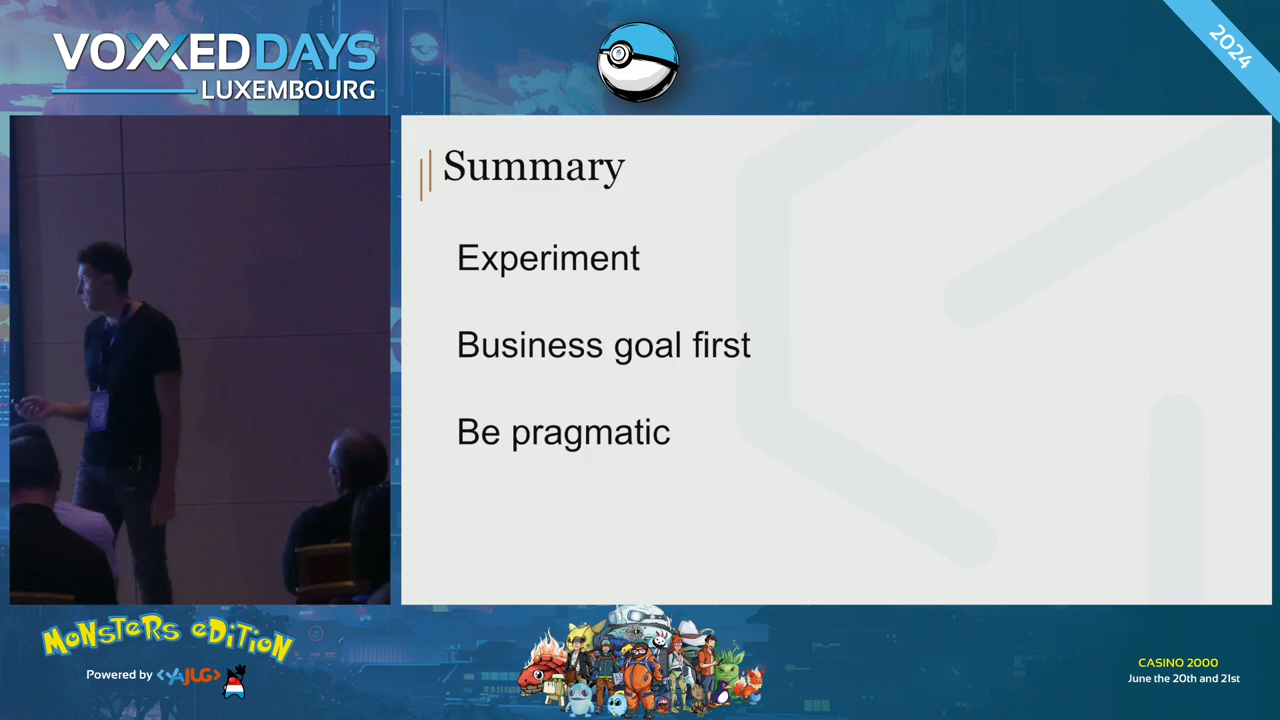 VOXXEDDAYS
LUXEMBOURG
2024
Summary
Experiment
Business goal first
Be pragmatic
MONSTERS EDITION
Powered by <YAJUG>
CASINO 2000
June the 20th and 21st